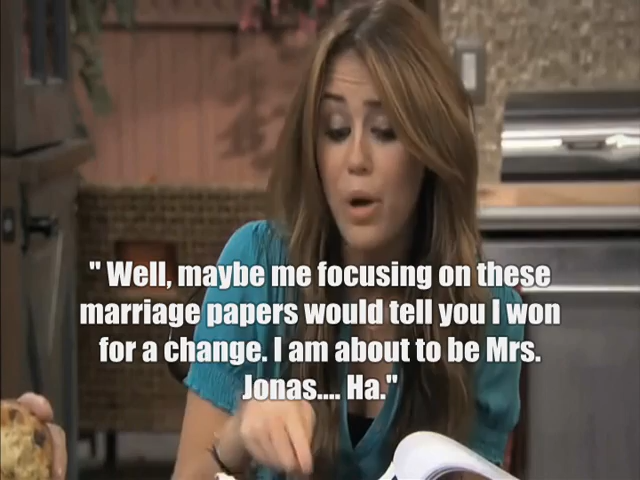 " Well, maybe me focusing on these
marriage papers would tell you I won
for a change. I am about to be Mrs.
Jonas.... Ha."